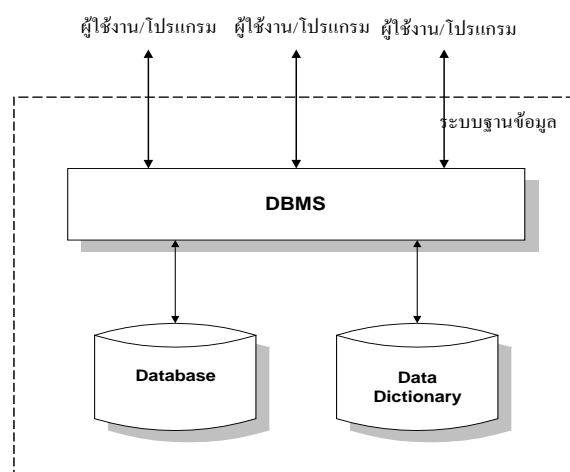 ผู้ใช้งาน/โปรแกรม ผู้ใช้งาน/โปรแกรม ผู้ใช้งาน/โปรแกรม
ระบบฐานข้อมูล
DBMS
Database
Data
Dictionary